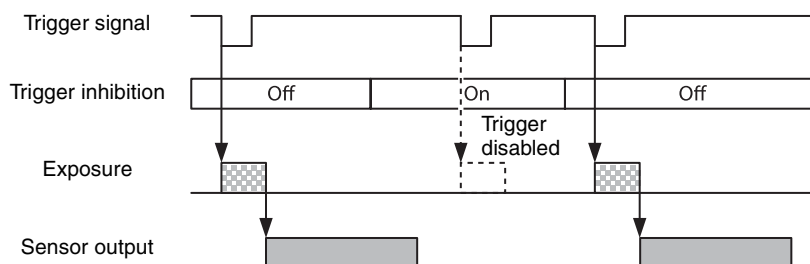 Trigger signal
Trigger inhibition
Off
On
Off
Trigger
disabled
Exposure
Sensor output